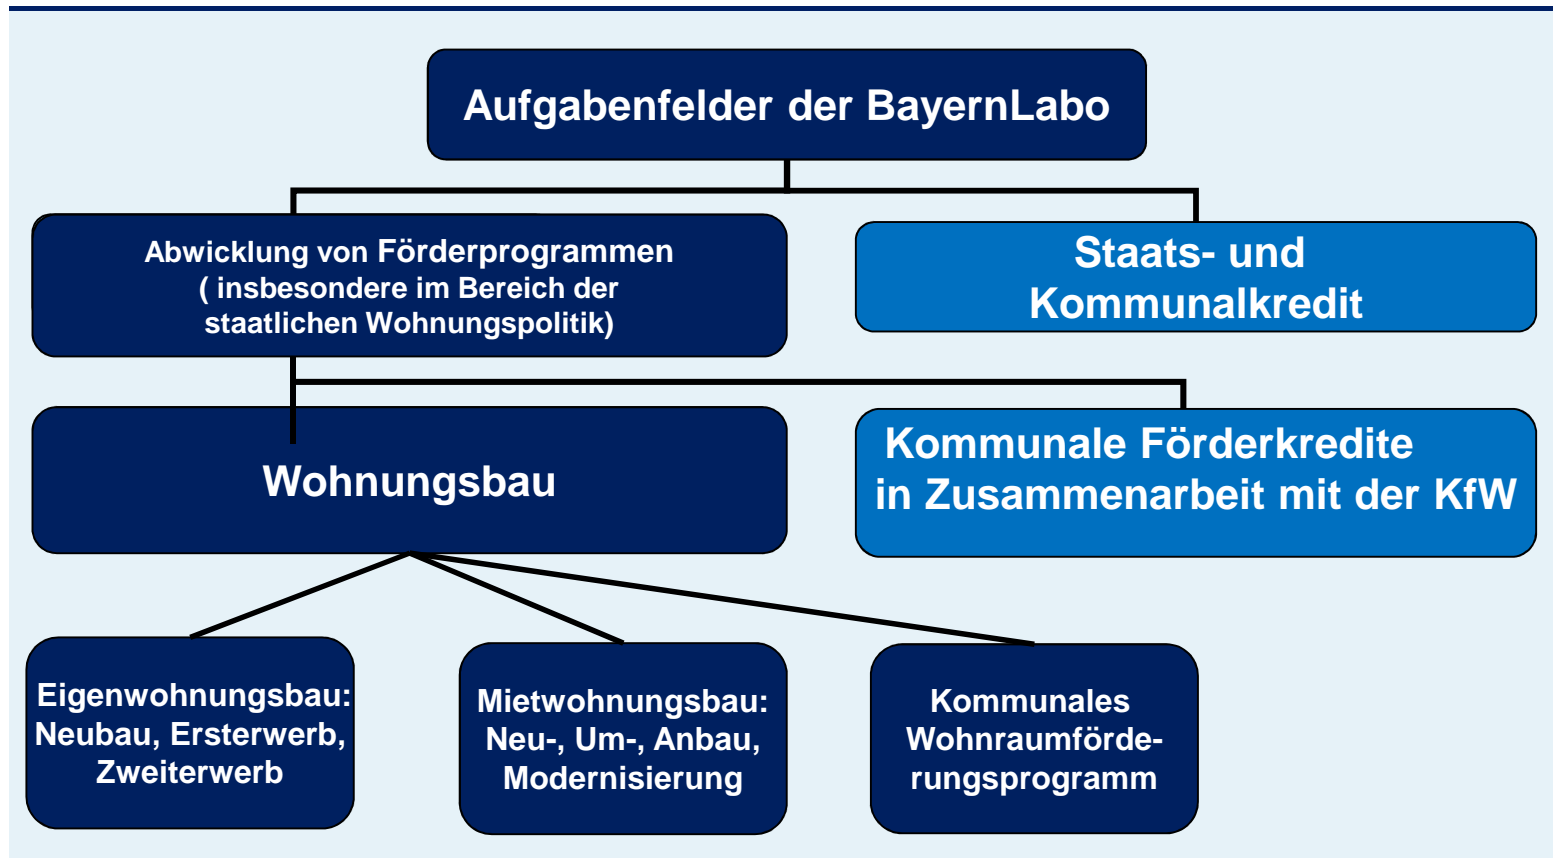 Aufgabenfelder der BayernLabo
Abwicklung von Förderprogrammen
( insbesondere im Bereich der
staatlichen Wohnungspolitik)
Staats- und
Kommunalkredit
Wohnungsbau
Kommunale Förderkredite
in Zusammenarbeit mit der KfW
Eigenwohnungsbau:
Neubau, Ersterwerb,
Zweiterwerb
Mietwohnungsbau:
Neu-, Um-, Anbau,
Modernisierung
Kommunales
Wohnraumförde-
rungsprogramm